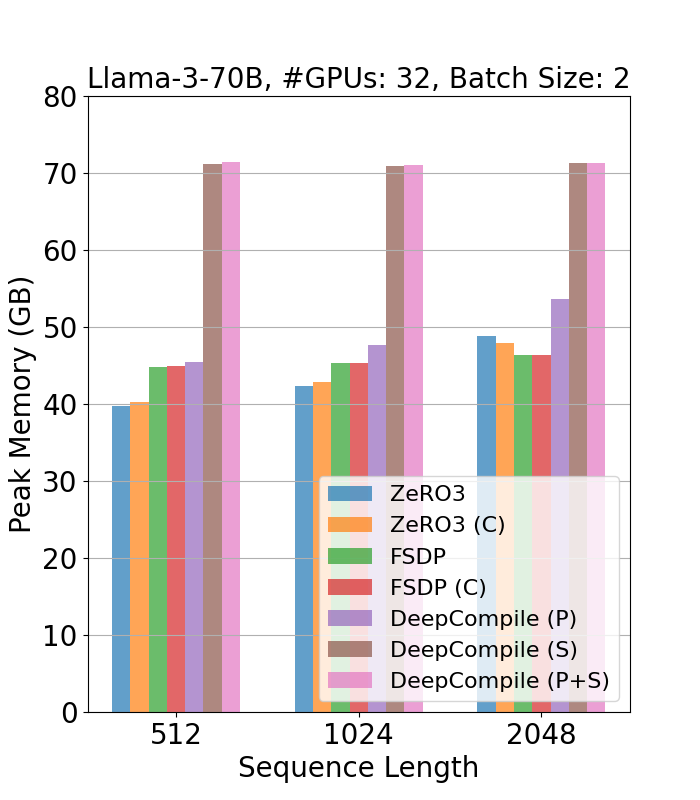 Llama-3-70B, #GPUs: 32, Batch Size: 2
Peak Memory (GB)
80
70
60
50
40
30
20
10
0
ZeRO3
ZeRO3 (C)
FSDP
FSDP (C)
DeepCompile (P)
DeepCompile (S)
DeepCompile (P+S)
512 1024 2048
Sequence Length